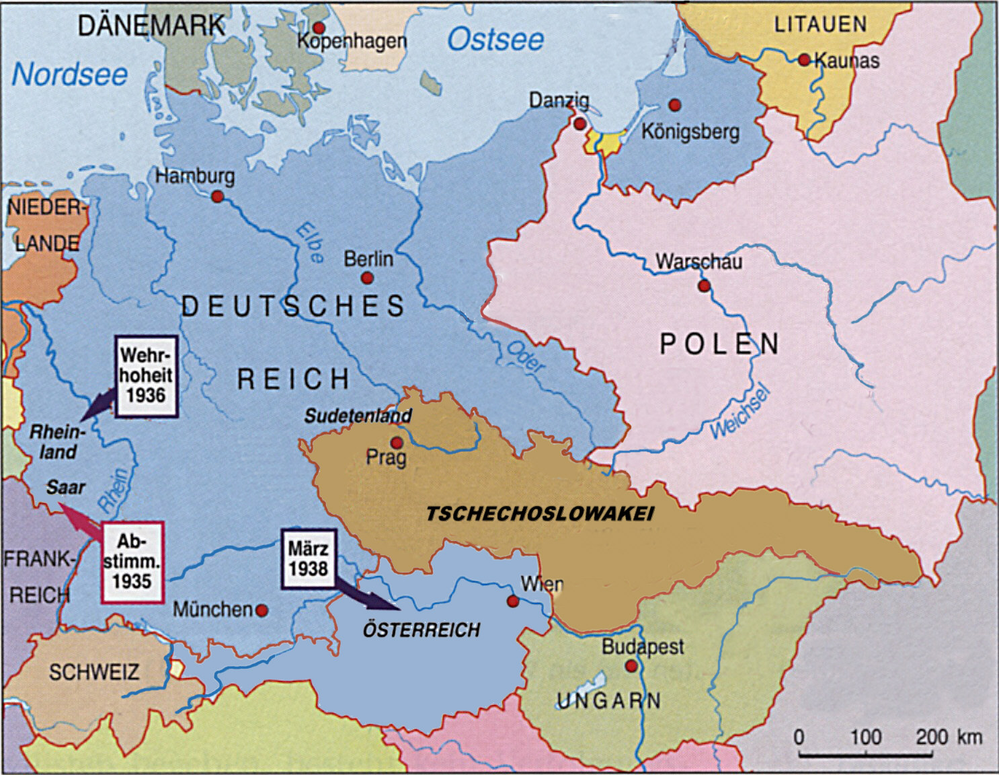 DÄNEMARK
Kopenhagen
Ostsee
LITAUEN
Kaunas
Nordsee
Danzig
Königsberg
Hamburg
NIEDER-
LANDE
Elbe
Berlin
Warschau
DEUTSCHES
REICH
POLEN
Oder
Weichsel
Wehr-
hoheit
1936
Rhein-
land
Saar
Rhein
Sudetenland
Prag
TSCHECHOSLOWAKEI
FRANK-
REICH
Ab-
stimm.
1935
März
1938
Wien
München
ÖSTERREICH
Budapest
SCHWEIZ
UNGARN
0 100 200 km